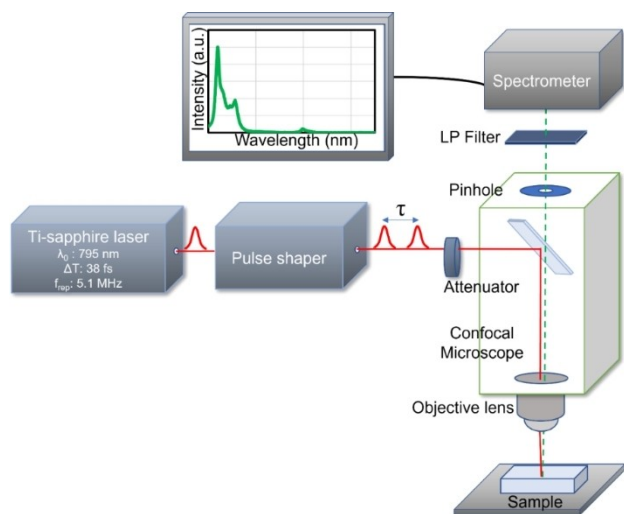 Intensity (a.u.)
Wavelength (nm)
Spectrometer
LP Filter
Pinhole
Ti-sapphire laser
λ₀ : 795 nm
ΔT: 38 fs
fᵣₑₚ: 5.1 MHz
Pulse shaper
τ
Attenuator
Confocal
Microscope
Objective lens
Sample